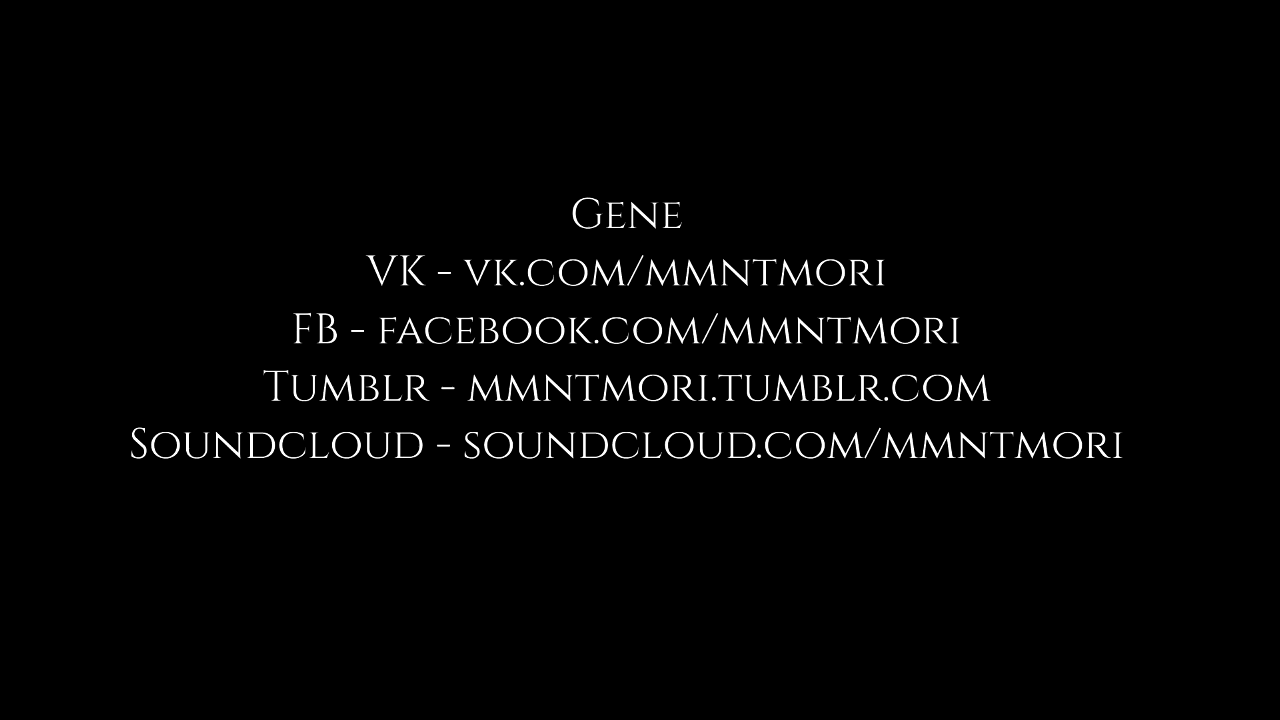 Gene
VK - vk.com/mmntmori
FB - facebook.com/mmntmori
Tumblr - mmntmori.tumblr.com
Soundcloud - soundcloud.com/mmntmori